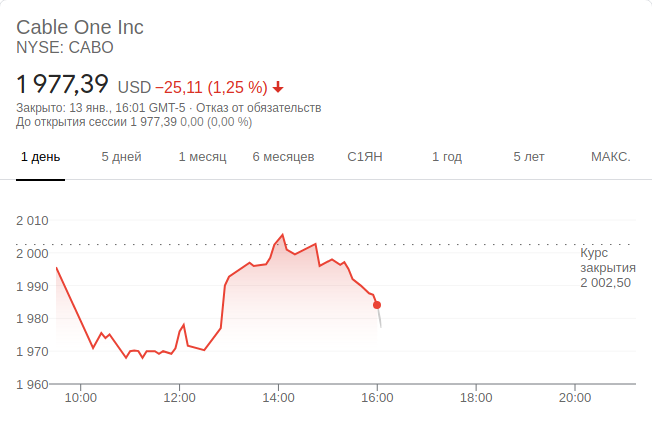 Cable One Inc
NYSE: CABO
1 977,39 USD −25,11 (1,25 %)
Закрыто: 13 янв., 16:01 GMT-5 · Отказ от обязательств
До открытия сессии 1 977,39 0,00 (0,00 %)
1 день 5 дней 1 месяц 6 месяцев С1ЯН 1 год 5 лет МАКС.
2 010
2 000
Курс
закрытия
2 002,50
1 990
1 980
1 970
1 960
10:00 12:00 14:00 16:00 18:00 20:00